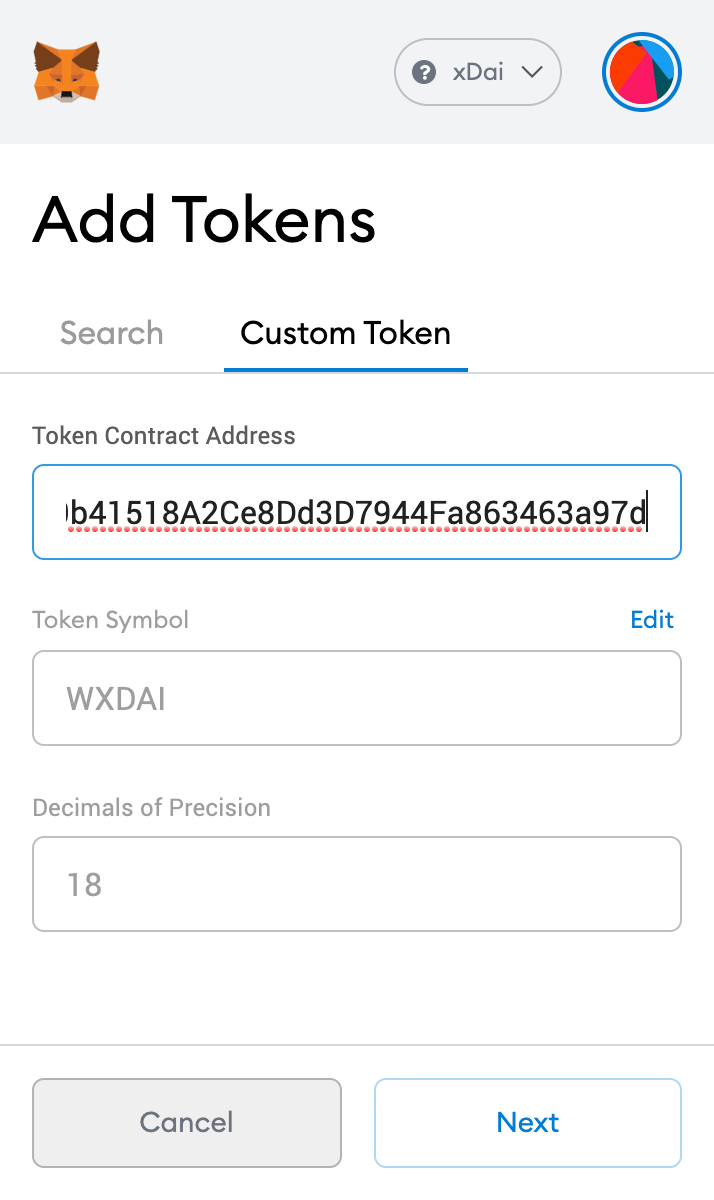 ? xDai
Add Tokens
Search Custom Token
Token Contract Address
b41518A2Ce8Dd3D7944Fa863463a97d
Token Symbol Edit
WXDAI
Decimals of Precision
18
Cancel Next